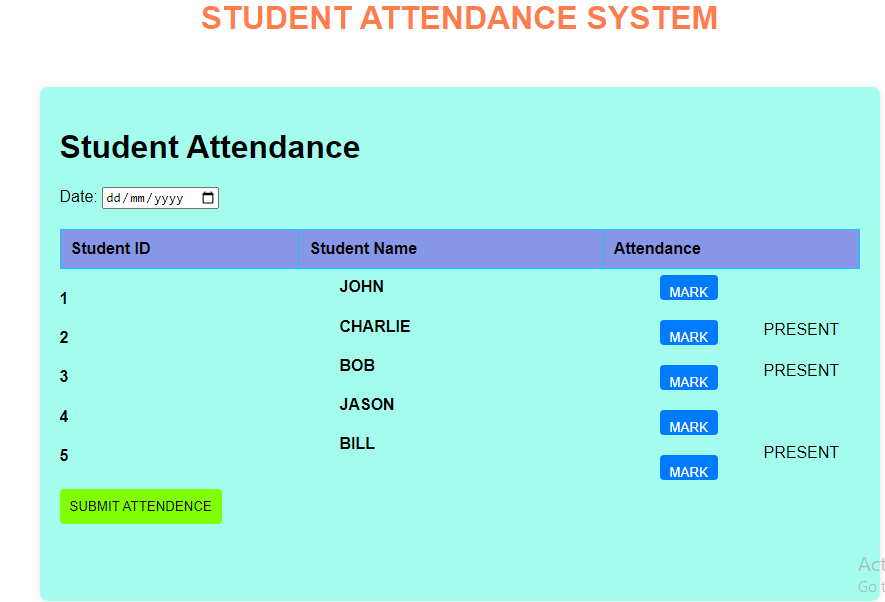 STUDENT ATTENDANCE SYSTEM
Student Attendance
Date: dd/mm/yyyy
Student ID Student Name Attendance
1 JOHN MARK
2 CHARLIE MARK PRESENT
3 BOB MARK PRESENT
4 JASON MARK
5 BILL MARK PRESENT
SUBMIT ATTENDENCE
Go t